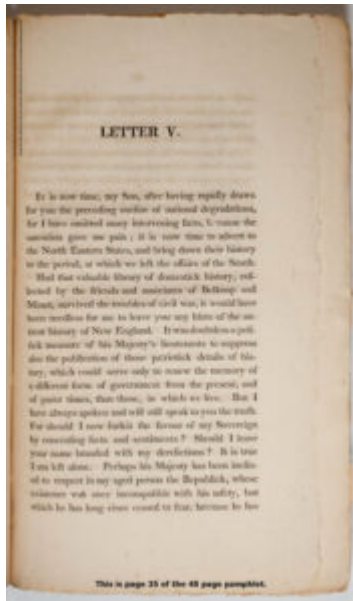 LETTER V.
It is now time, my Son, after having rapidly drawn
for you the preceding outline of national degradations,
for I have omitted many intervening facts, because the
mention gave me pain; it is now time to advert to
the North Eastern States, and bring down their history
to the period, at which we left the affairs of the South.
Had that valuable library of domestick history, col-
lected by the friends and associates of Belknap and
Minot, survived the troubles of civil war, it would have
been needless for me to leave you any hints of the an-
cient history of New England. It was doubtless a poli-
tick measure of his Majesty's lieutenants to suppress
also the publication of those patriotick details of his-
tory, which could serve only to renew the memory of
a different form of government from the present, and
of purer times, than those, in which we live. But I
have always spoken and will still speak to you the truth.
For should I now forfeit the favour of my Sovereign
by concealing facts and sentiments? Should I leave
your name branded with my derelictions? It is true
I am left alone. Perhaps his Majesty has been inclin-
ed to respect in my aged person the Republick, whose
existence was once incompatible with his safety, but
which he has long since ceased to fear, because he has
This is page 35 of the 48 page pamphlet.